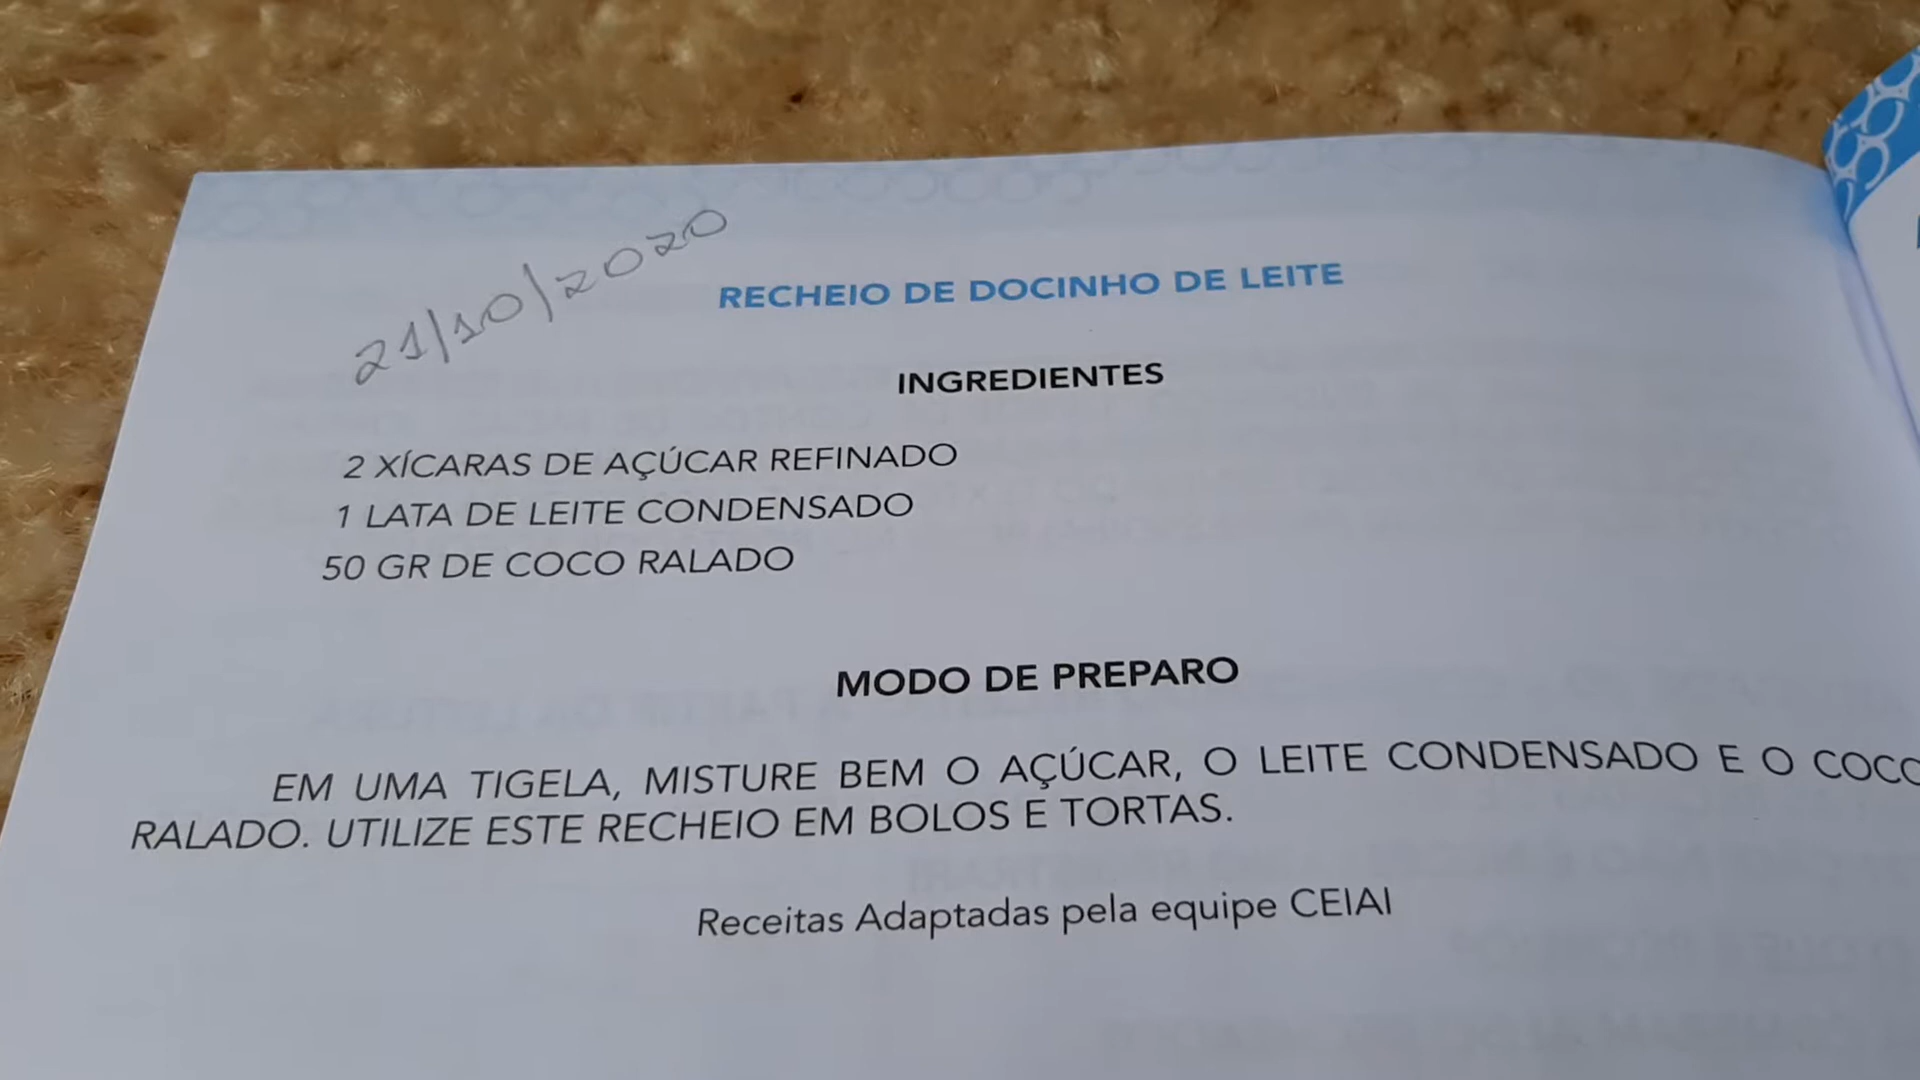 21/10/2020
RECHEIO DE DOCINHO DE LEITE
INGREDIENTES
2 XÍCARAS DE AÇÚCAR REFINADO
1 LATA DE LEITE CONDENSADO
50 GR DE COCO RALADO
MODO DE PREPARO
EM UMA TIGELA, MISTURE BEM O AÇÚCAR, O LEITE CONDENSADO E O COCO
RALADO. UTILIZE ESTE RECHEIO EM BOLOS E TORTAS.
Receitas Adaptadas pela equipe CEIAI